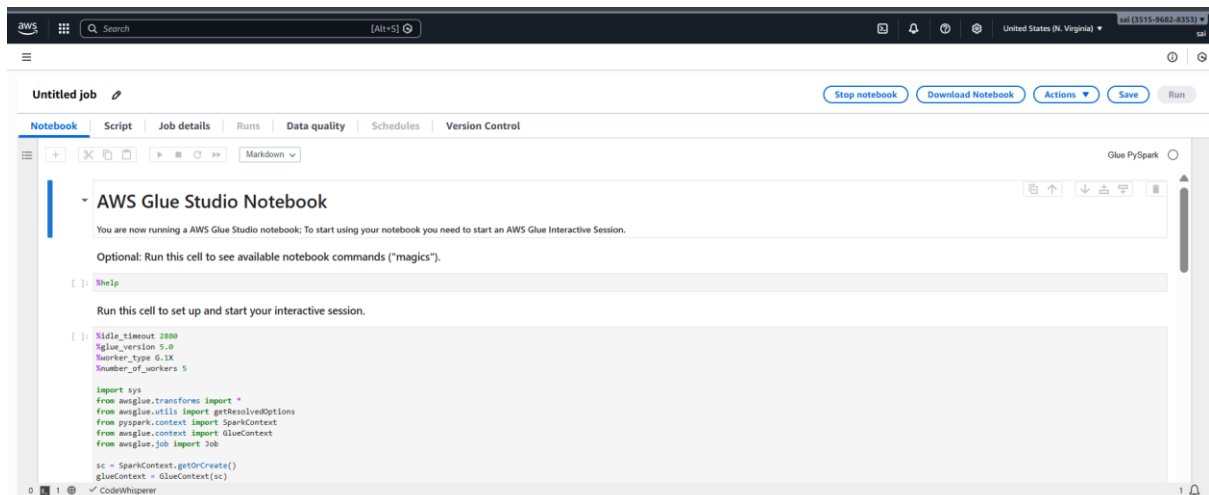 aws
Search
[Alt+S]
United States (N. Virginia)
sai (3515-9682-8353)
sai
Untitled job
Stop notebook
Download Notebook
Actions
Save
Run
Notebook
Script
Job details
Runs
Data quality
Schedules
Version Control
Markdown
Glue PySpark
AWS Glue Studio Notebook
You are now running a AWS Glue Studio notebook; To start using your notebook you need to start an AWS Glue Interactive Session.
Optional: Run this cell to see available notebook commands ("magics").
[ ]: %help
Run this cell to set up and start your interactive session.
[ ]: %idle_timeout 2880
%glue_version 5.0
%worker_type G.1X
%number_of_workers 5
import sys
from awsglue.transforms import *
from awsglue.utils import getResolvedOptions
from pyspark.context import SparkContext
from awsglue.context import GlueContext
from awsglue.job import Job
sc = SparkContext.getOrCreate()
glueContext = GlueContext(sc)
0
1
CodeWhisperer
1